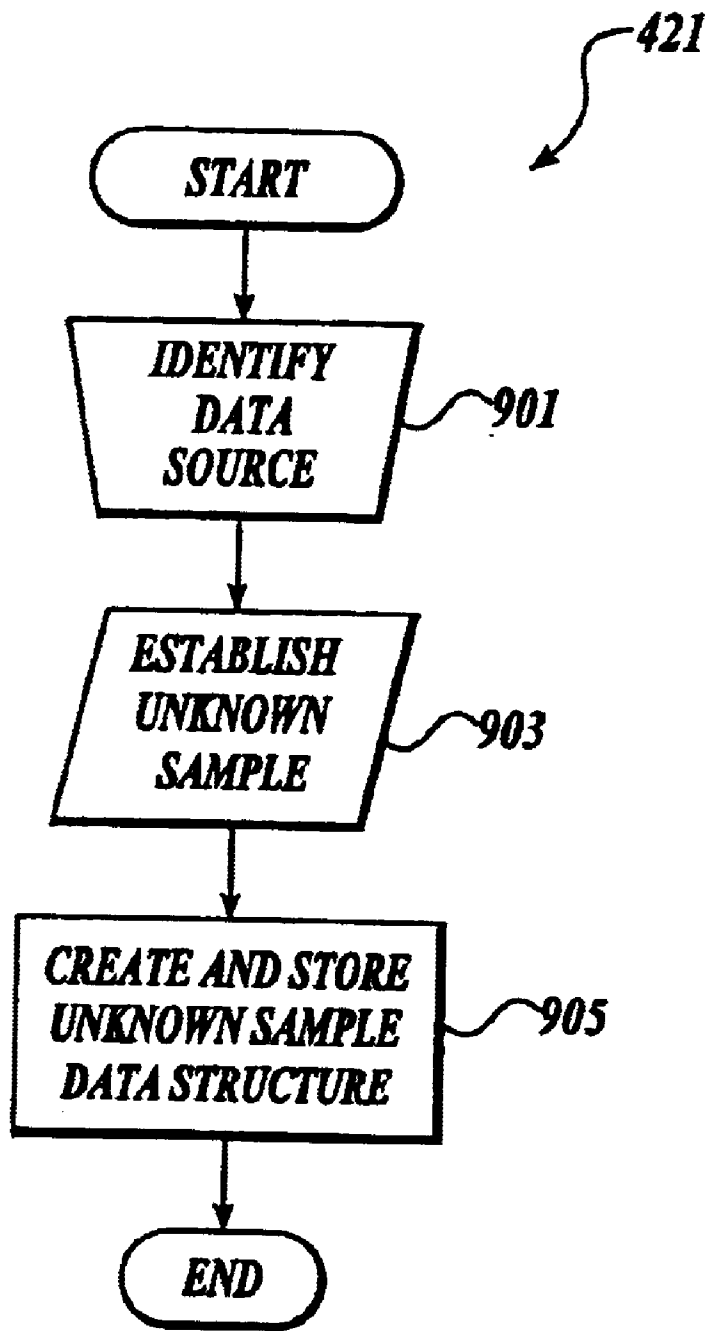 421
START
IDENTIFY
DATA
SOURCE
901
ESTABLISH
UNKNOWN
SAMPLE
903
CREATE AND STORE
UNKNOWN SAMPLE
DATA STRUCTURE
905
END